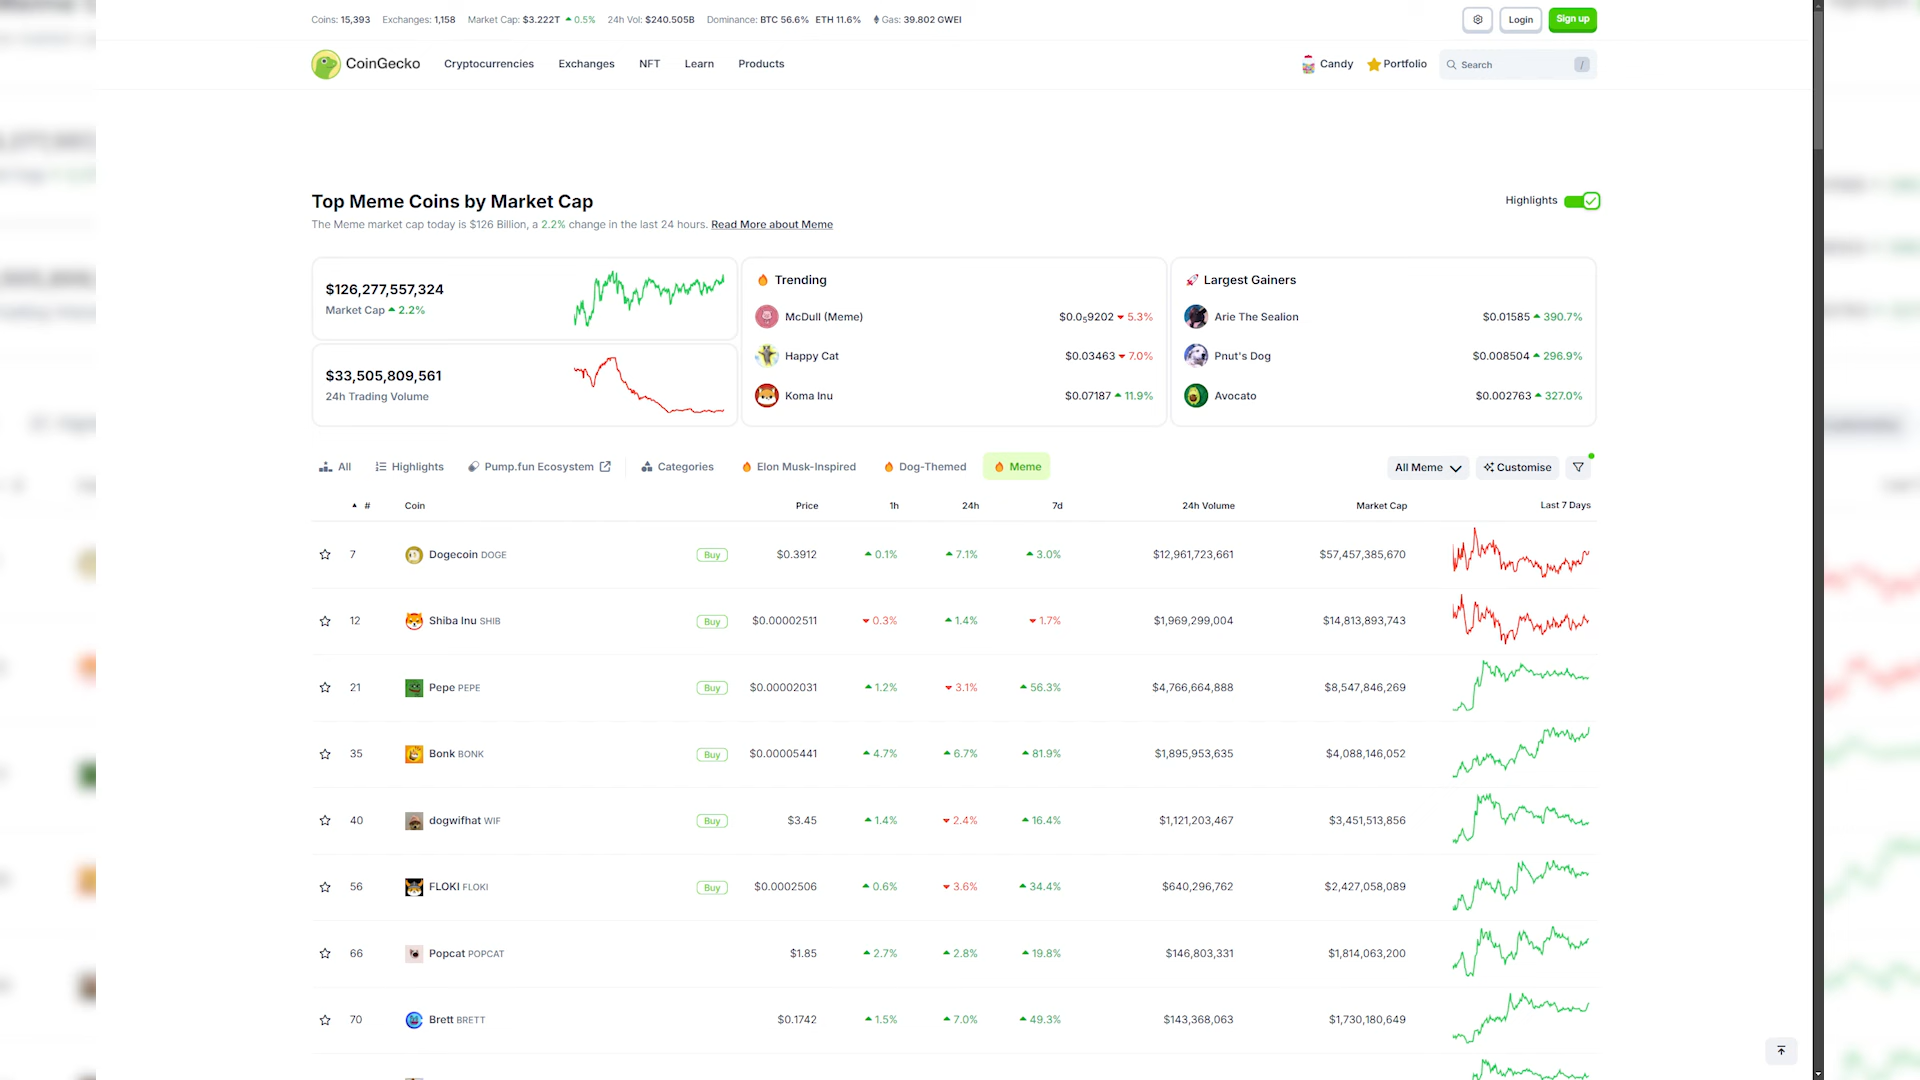 Coins: 15,393 Exchanges: 1,158 Market Cap: $3.222T 0.5% 24h Vol: $240.505B Dominance: BTC 56.6% ETH 11.6% Gas: 39.802 GWEI
Login
Sign up
CoinGecko
Cryptocurrencies Exchanges NFT Learn Products
Candy Portfolio Search /
Top Meme Coins by Market Cap
Highlights
The Meme market cap today is $126 Billion, a 2.2% change in the last 24 hours. Read More about Meme
$126,277,557,324
Market Cap 2.2%
$33,505,809,561
24h Trading Volume
Trending
McDull (Meme) $0.0₅9202 5.3%
Happy Cat $0.03463 7.0%
Koma Inu $0.07187 11.9%
Largest Gainers
Arie The Sealion $0.01585 390.7%
Pnut's Dog $0.008504 296.9%
Avocato $0.002763 327.0%
All Highlights Pump.fun Ecosystem Categories Elon Musk-Inspired Dog-Themed Meme
All Meme Customise
# Coin Price 1h 24h 7d 24h Volume Market Cap Last 7 Days
7 Dogecoin DOGE Buy $0.3912 0.1% 7.1% 3.0% $12,961,723,661 $57,457,385,670
12 Shiba Inu SHIB Buy $0.00002511 0.3% 1.4% 1.7% $1,969,299,004 $14,813,893,743
21 Pepe PEPE Buy $0.00002031 1.2% 3.1% 56.3% $4,766,664,888 $8,547,846,269
35 Bonk BONK Buy $0.00005441 4.7% 6.7% 81.9% $1,895,953,635 $4,088,146,052
40 dogwifhat WIF Buy $3.45 1.4% 2.4% 16.4% $1,121,203,467 $3,451,513,856
56 FLOKI FLOKI Buy $0.0002506 0.6% 3.6% 34.4% $640,296,762 $2,427,058,089
66 Popcat POPCAT $1.85 2.7% 2.8% 19.8% $146,803,331 $1,814,063,200
70 Brett BRETT $0.1742 1.5% 7.0% 49.3% $143,368,063 $1,730,180,649